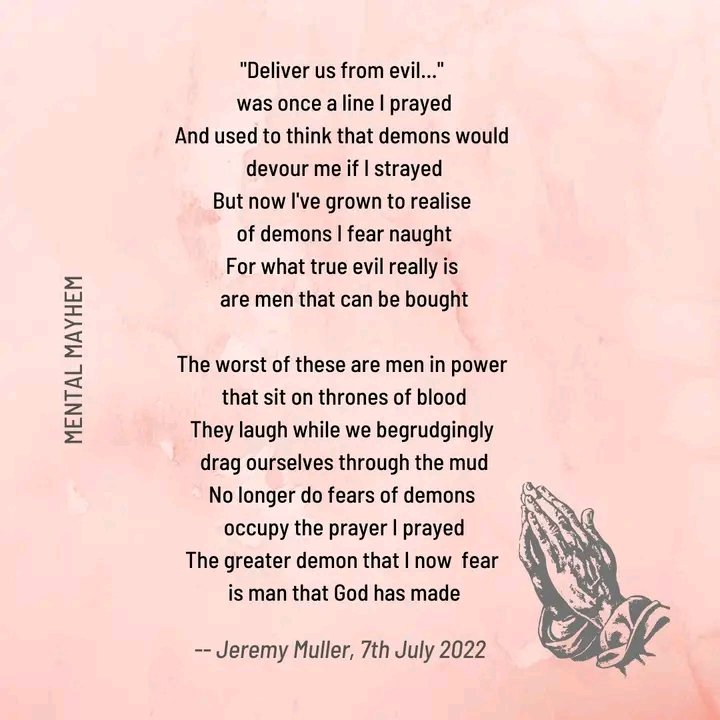 "Deliver us from evil..."
was once a line I prayed
And used to think that demons would
devour me if I strayed
But now I've grown to realise
of demons I fear naught
For what true evil really is
are men that can be bought
The worst of these are men in power
that sit on thrones of blood
They laugh while we begrudgingly
drag ourselves through the mud
No longer do fears of demons
occupy the prayer I prayed
The greater demon that I now fear
is man that God has made
-- Jeremy Muller, 7th July 2022
MENTAL MAYHEM